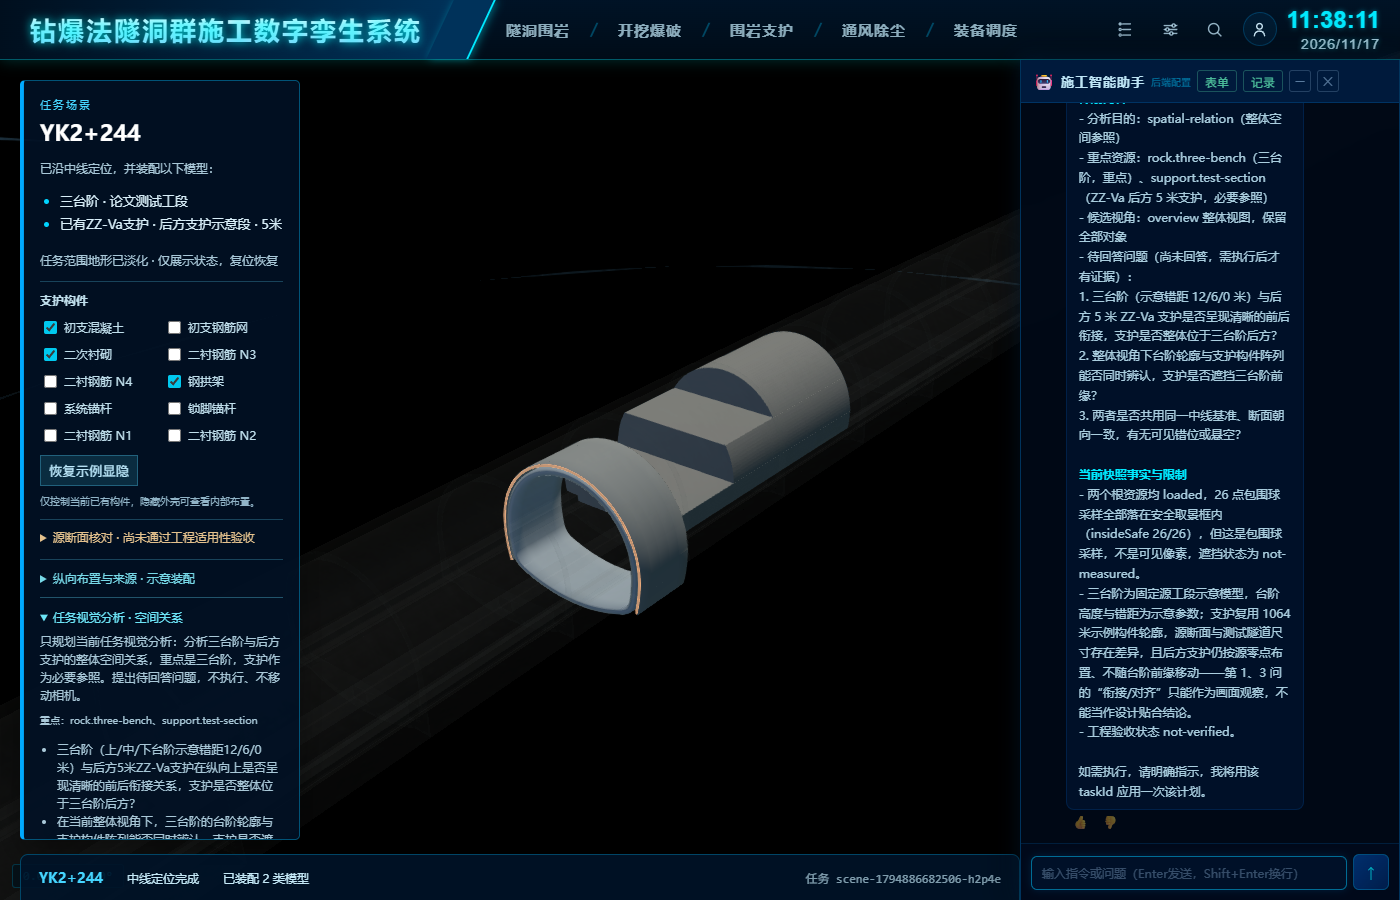 钻爆法隧洞群施工数字孪生系统
隧洞围岩 / 开挖爆破 / 围岩支护 / 通风除尘 / 装备调度
11:38:11
2026/11/17
任务场景
YK2+244
已沿中线定位，并装配以下模型：
• 三台阶 · 论文测试工段
• 已有ZZ-Va支护 · 后方支护示意段 · 5米
任务范围地形已淡化 · 仅展示状态，复位恢复
支护构件
初支混凝土 初支钢筋网
二次衬砌 二衬钢筋 N3
二衬钢筋 N4 钢拱架
系统锚杆 锁脚锚杆
二衬钢筋 N1 二衬钢筋 N2
恢复示例显隐
仅控制当前已有构件，隐藏外壳可查看内部布置。
源断面核对 · 尚未通过工程适用性验收
纵向布置与来源 · 示意装配
任务视觉分析 · 空间关系
只规划当前任务视觉分析：分析三台阶与后方
支护的整体空间关系，重点是三台阶，支护作
为必要参照。提出待回答问题，不执行、不移
动相机。
重点：rock.three-bench、support.test-section
• 三台阶（上/中/下台阶示意错距12/6/0
米）与后方5米ZZ-Va支护在纵向上是否呈
现清晰的前后衔接关系，支护是否整体位
于三台阶后方？
• 在当前整体视角下，三台阶的台阶轮廓与
支护构件阵列能否同时辨认，支护是否遮
YK2+244 中线定位完成 已装配 2 类模型
任务 scene-1794886682506-h2p4e
施工智能助手 后端配置 表单 记录
- 分析目的：spatial-relation（整体空
间参照）
- 重点资源：rock.three-bench（三台
阶，重点）、support.test-section
（ZZ-Va 后方 5 米支护，必要参照）
- 候选视角：overview 整体视图，保留
全部对象
- 待回答问题（尚未回答，需执行后才
有证据）：
1. 三台阶（示意错距 12/6/0 米）与后
方 5 米 ZZ-Va 支护是否呈现清晰的前后
衔接，支护是否整体位于三台阶后方？
2. 整体视角下台阶轮廓与支护构件阵列
能否同时辨认，支护是否遮挡三台阶前
缘？
3. 两者是否共用同一中线基准、断面朝
向一致，有无可见错位或悬空？
当前快照事实与限制
- 两个根资源均 loaded，26 点包围球
采样全部落在安全取景框内
（insideSafe 26/26），但这是包围球
采样，不是可见像素，遮挡状态为 not-
measured。
- 三台阶为固定源工段示意模型，台阶
高度与错距为示意参数；支护复用 1064
米示例构件轮廓，源断面与测试隧道尺
寸存在差异，且后方支护仍按源零点布
置、不随台阶前缘移动——第 1、3 问
的“衔接/对齐”只能作为画面观察，不
能当作设计贴合结论。
- 工程验收状态 not-verified。
如需执行，请明确指示，我将用该
taskId 应用一次该计划。
输入指令或问题（Enter发送，Shift+Enter换行）